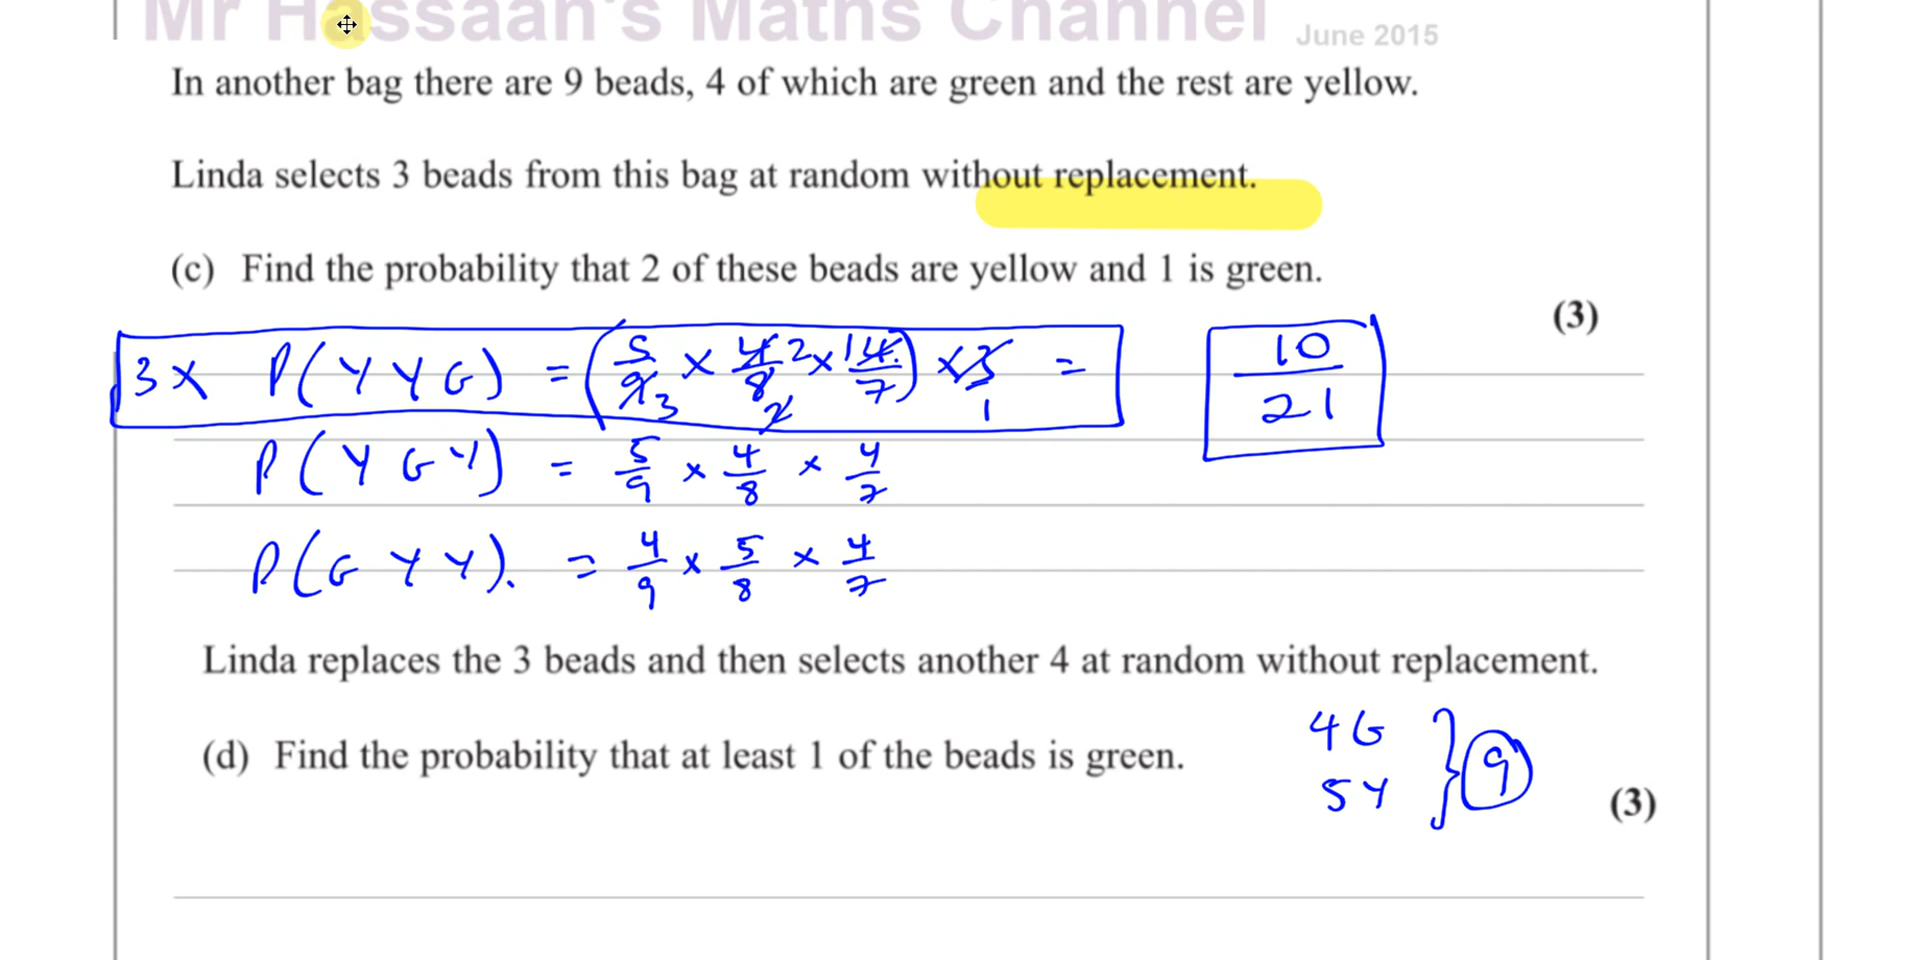 Mr Hassaan's Maths Channel June 2015
In another bag there are 9 beads, 4 of which are green and the rest are yellow.
Linda selects 3 beads from this bag at random without replacement.
(c) Find the probability that 2 of these beads are yellow and 1 is green.
(3)
3 × P(Y Y G) = (5/9 3 × 4/8 2 2 × 1 4/7) × 3 1 = 10/21
P(Y G Y) = 5/9 × 4/8 × 4/7
P(G Y Y). = 4/9 × 5/8 × 4/7
Linda replaces the 3 beads and then selects another 4 at random without replacement.
4G
(d) Find the probability that at least 1 of the beads is green.
5Y } 9
(3)